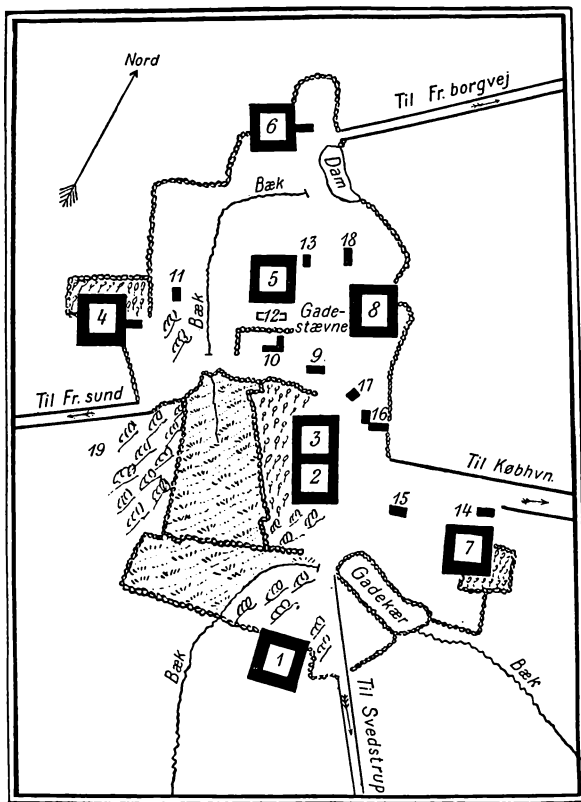 Nord
Til Fr. borgvej
6
Dam
Bæk
13
18
11
5
8
4
12
Gade-
stævne
Bæk
10
9
17
Til Fr. sund
16
19
3
2
Til Købhvn.
15
14
7
Gadekær
1
Bæk
Bæk
Til Svedstrup